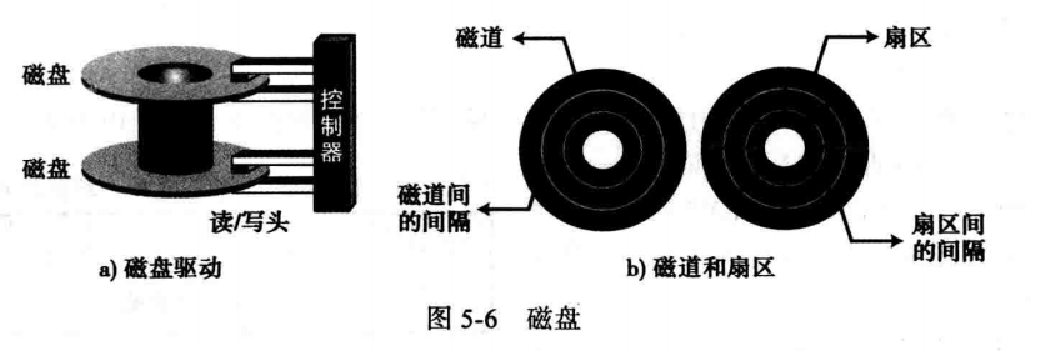 磁盘
磁盘
控制器
读/写头
a) 磁盘驱动
磁道
扇区
磁道间
的间隔
扇区间
的间隔
b) 磁道和扇区
图 5-6 磁盘